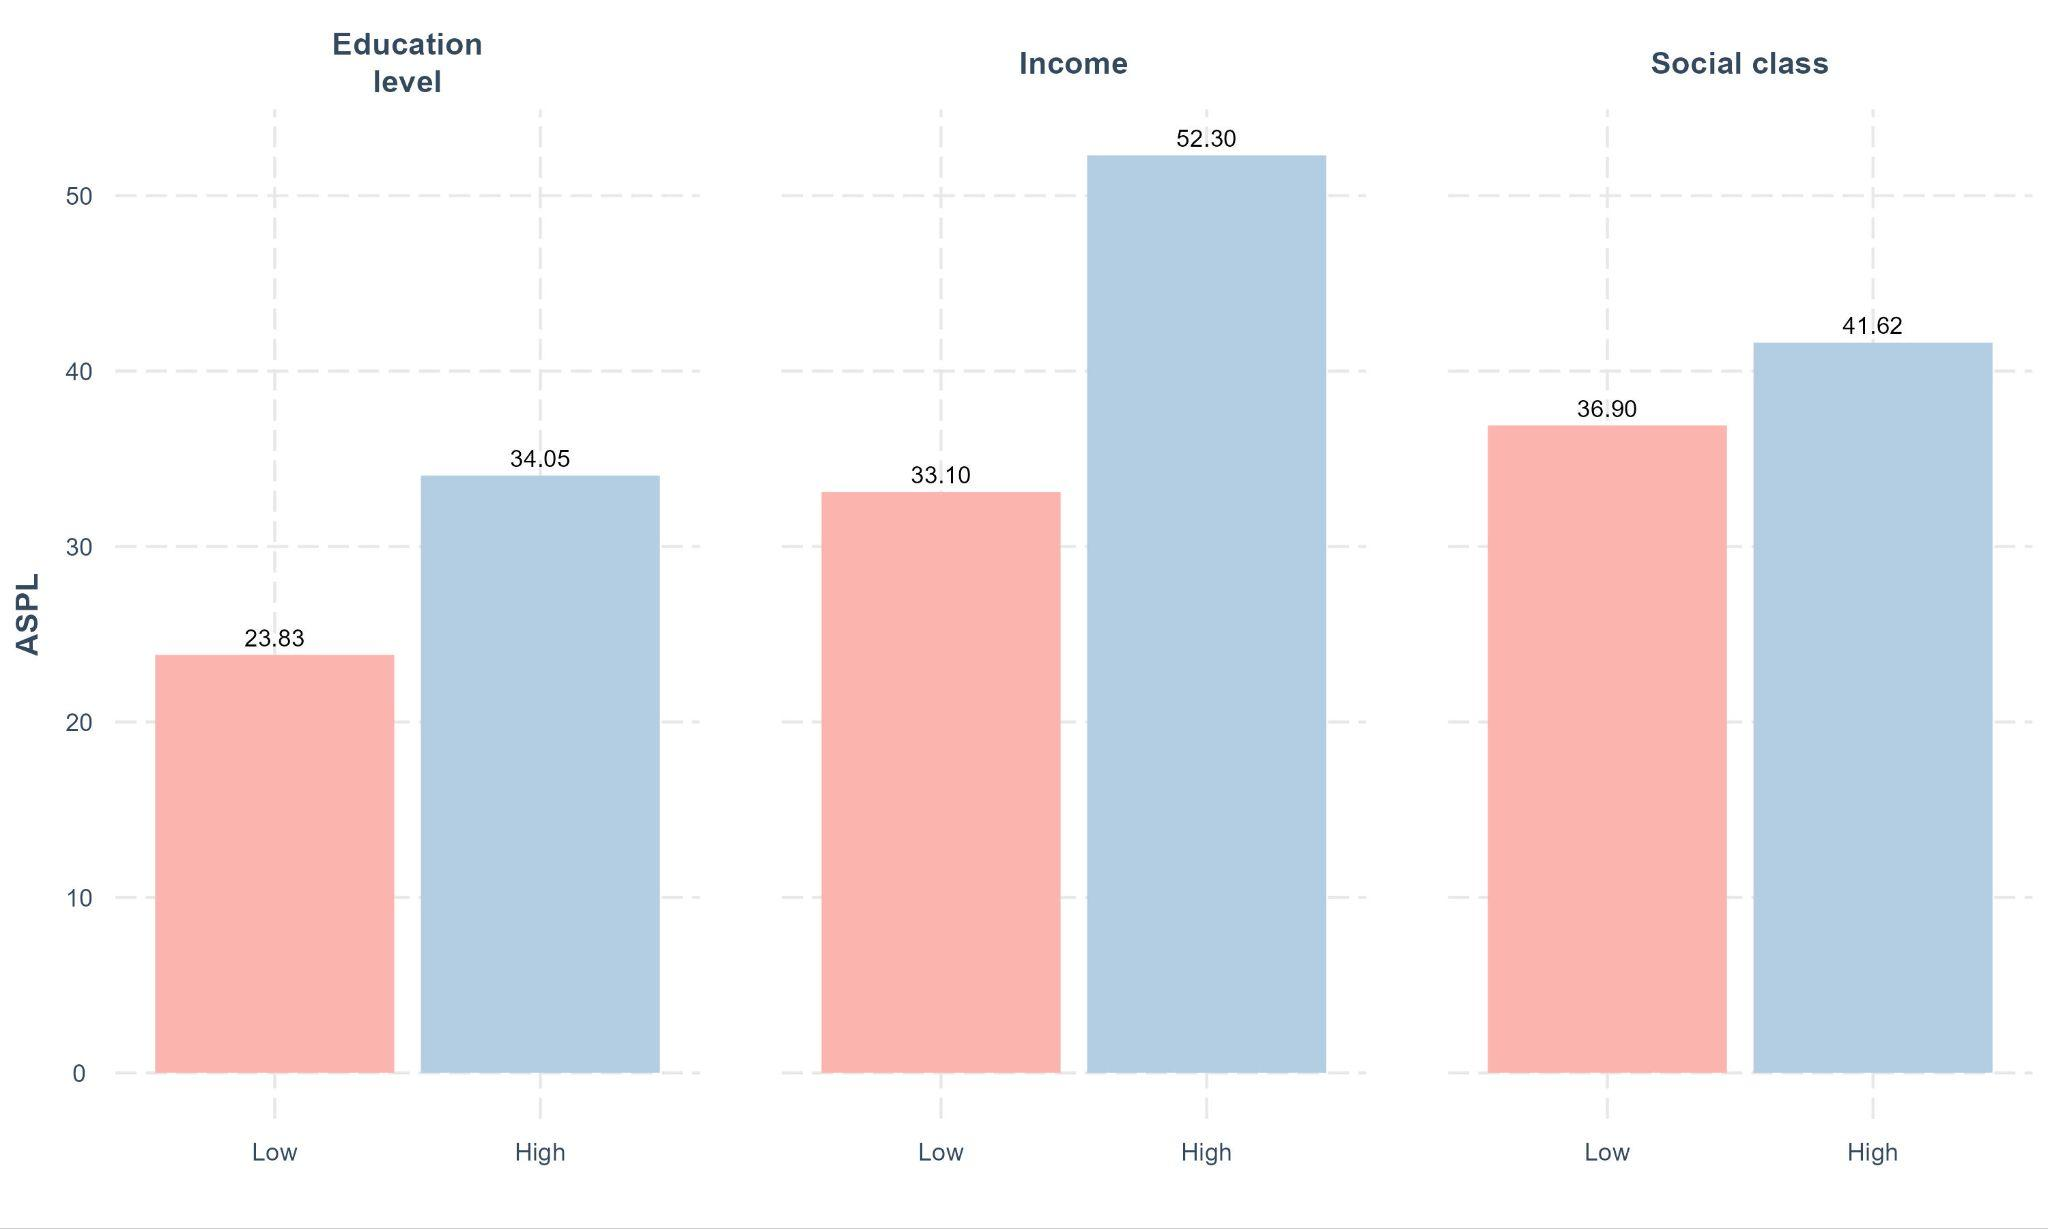 Education
level
Income
Social class
ASPL
50
40
30
20
10
0
23.83
34.05
33.10
52.30
36.90
41.62
Low
High
Low
High
Low
High